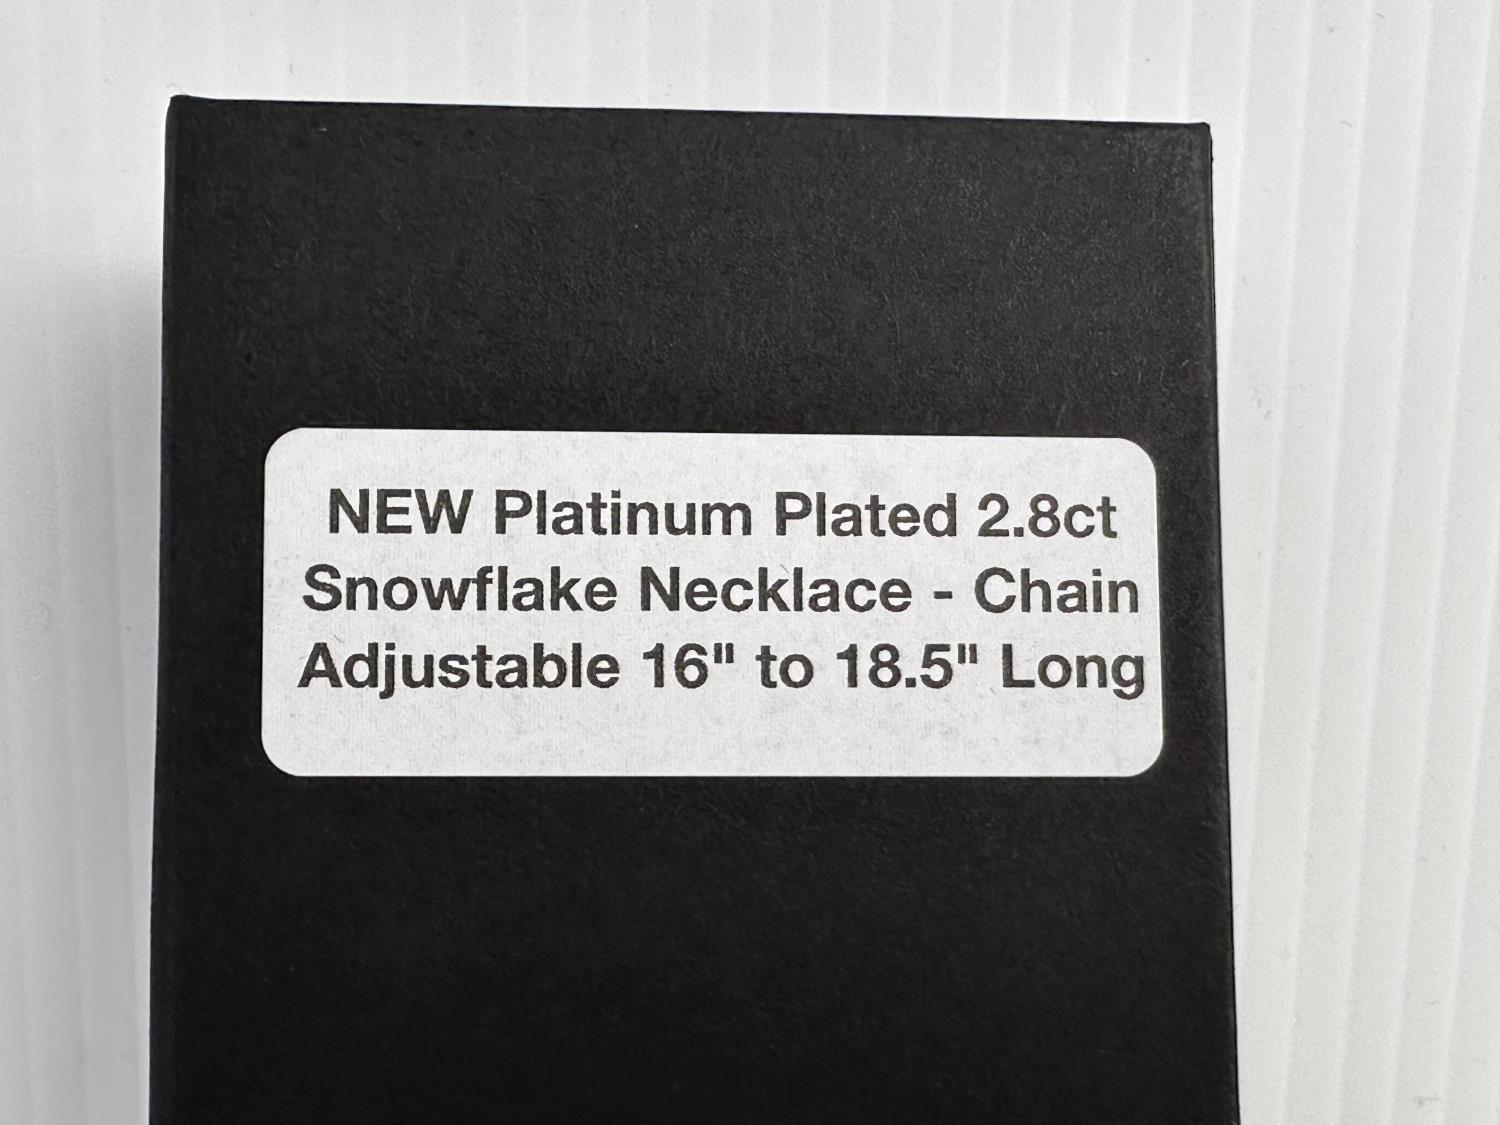 NEW Platinum Plated 2.8ct
Snowflake Necklace - Chain
Adjustable 16" to 18.5" Long